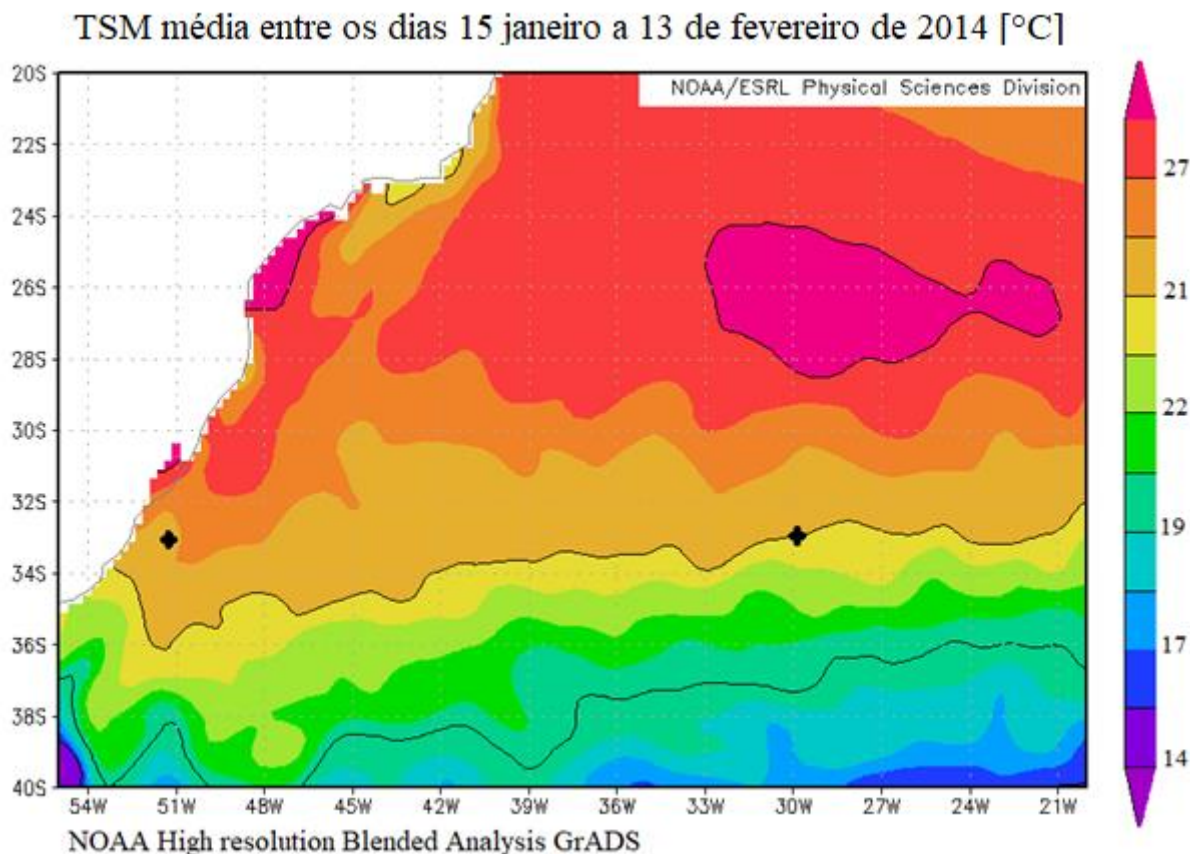 TSM média entre os dias 15 janeiro a 13 de fevereiro de 2014 [°C]
NOAA/ESRL Physical Sciences Division
20S
22S
24S
26S
28S
30S
32S
34S
36S
38S
40S
54W 51W 48W 45W 42W 39W 36W 33W 30W 27W 24W 21W
27
21
22
19
17
14
NOAA High resolution Blended Analysis GrADS